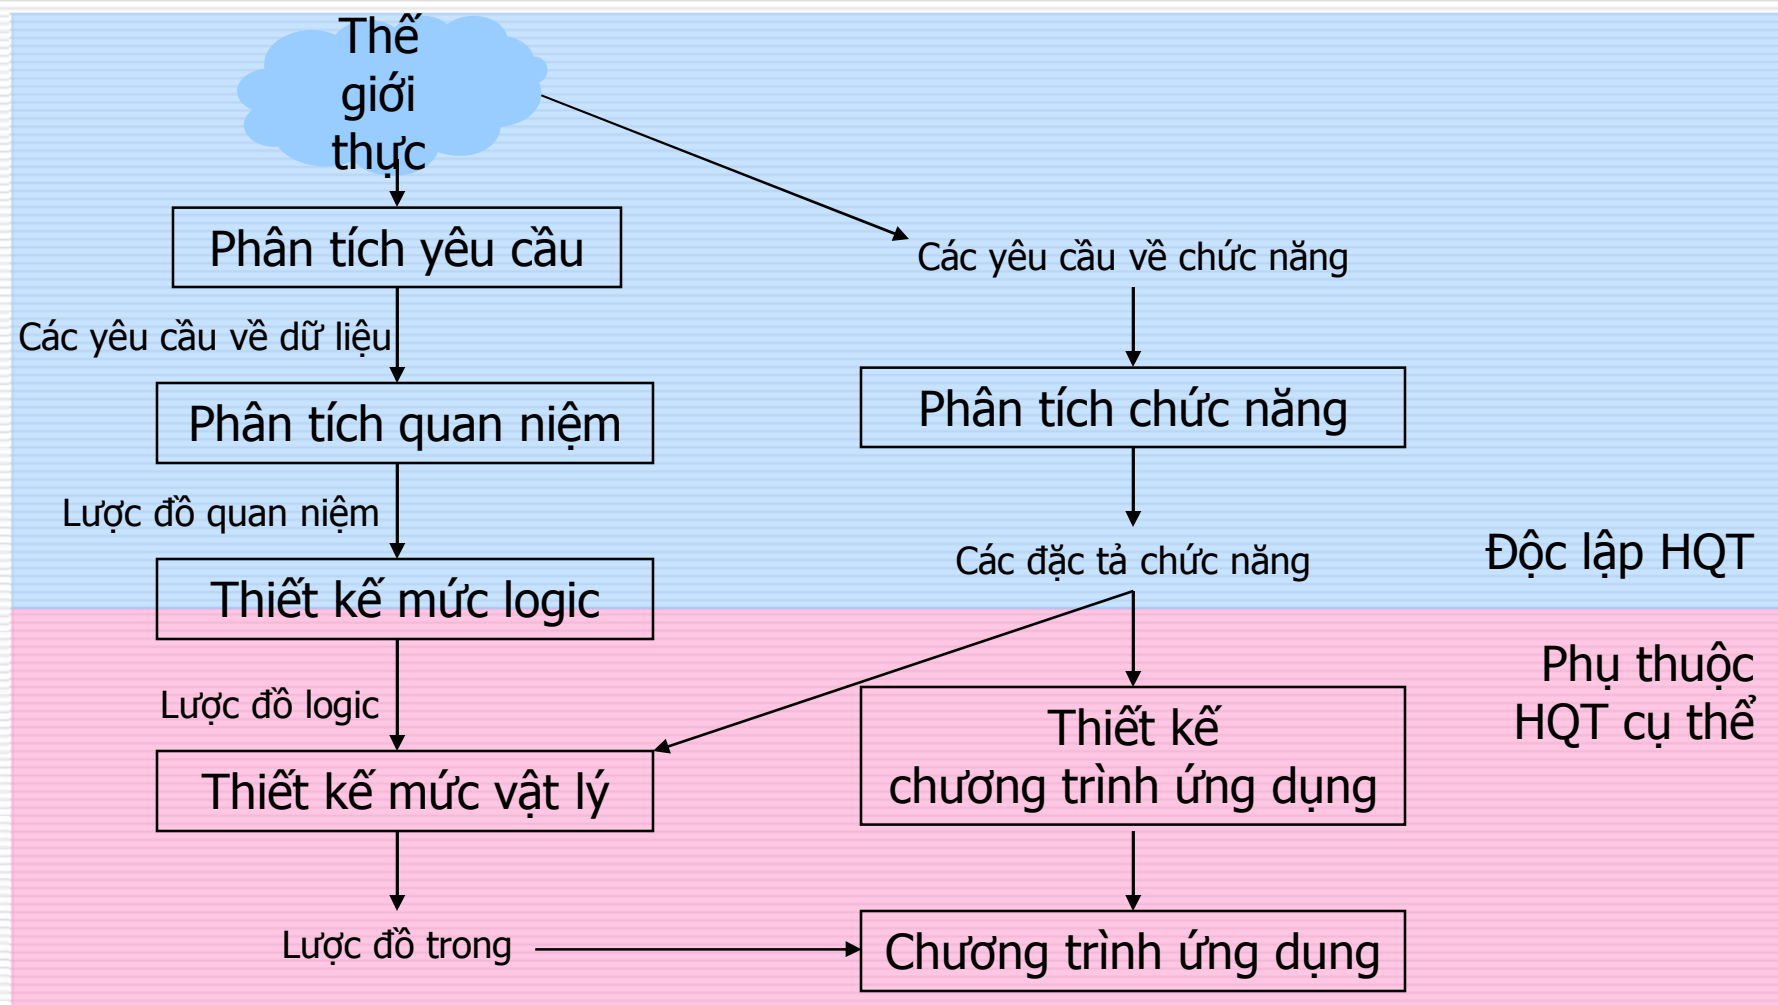 Thế
giới
thực
Phân tích yêu cầu
Các yêu cầu về chức năng
Các yêu cầu về dữ liệu
Phân tích quan niệm
Phân tích chức năng
Lược đồ quan niệm
Các đặc tả chức năng
Độc lập HQT
Thiết kế mức logic
Phụ thuộc
HQT cụ thể
Lược đồ logic
Thiết kế
chương trình ứng dụng
Thiết kế mức vật lý
Lược đồ trong
Chương trình ứng dụng